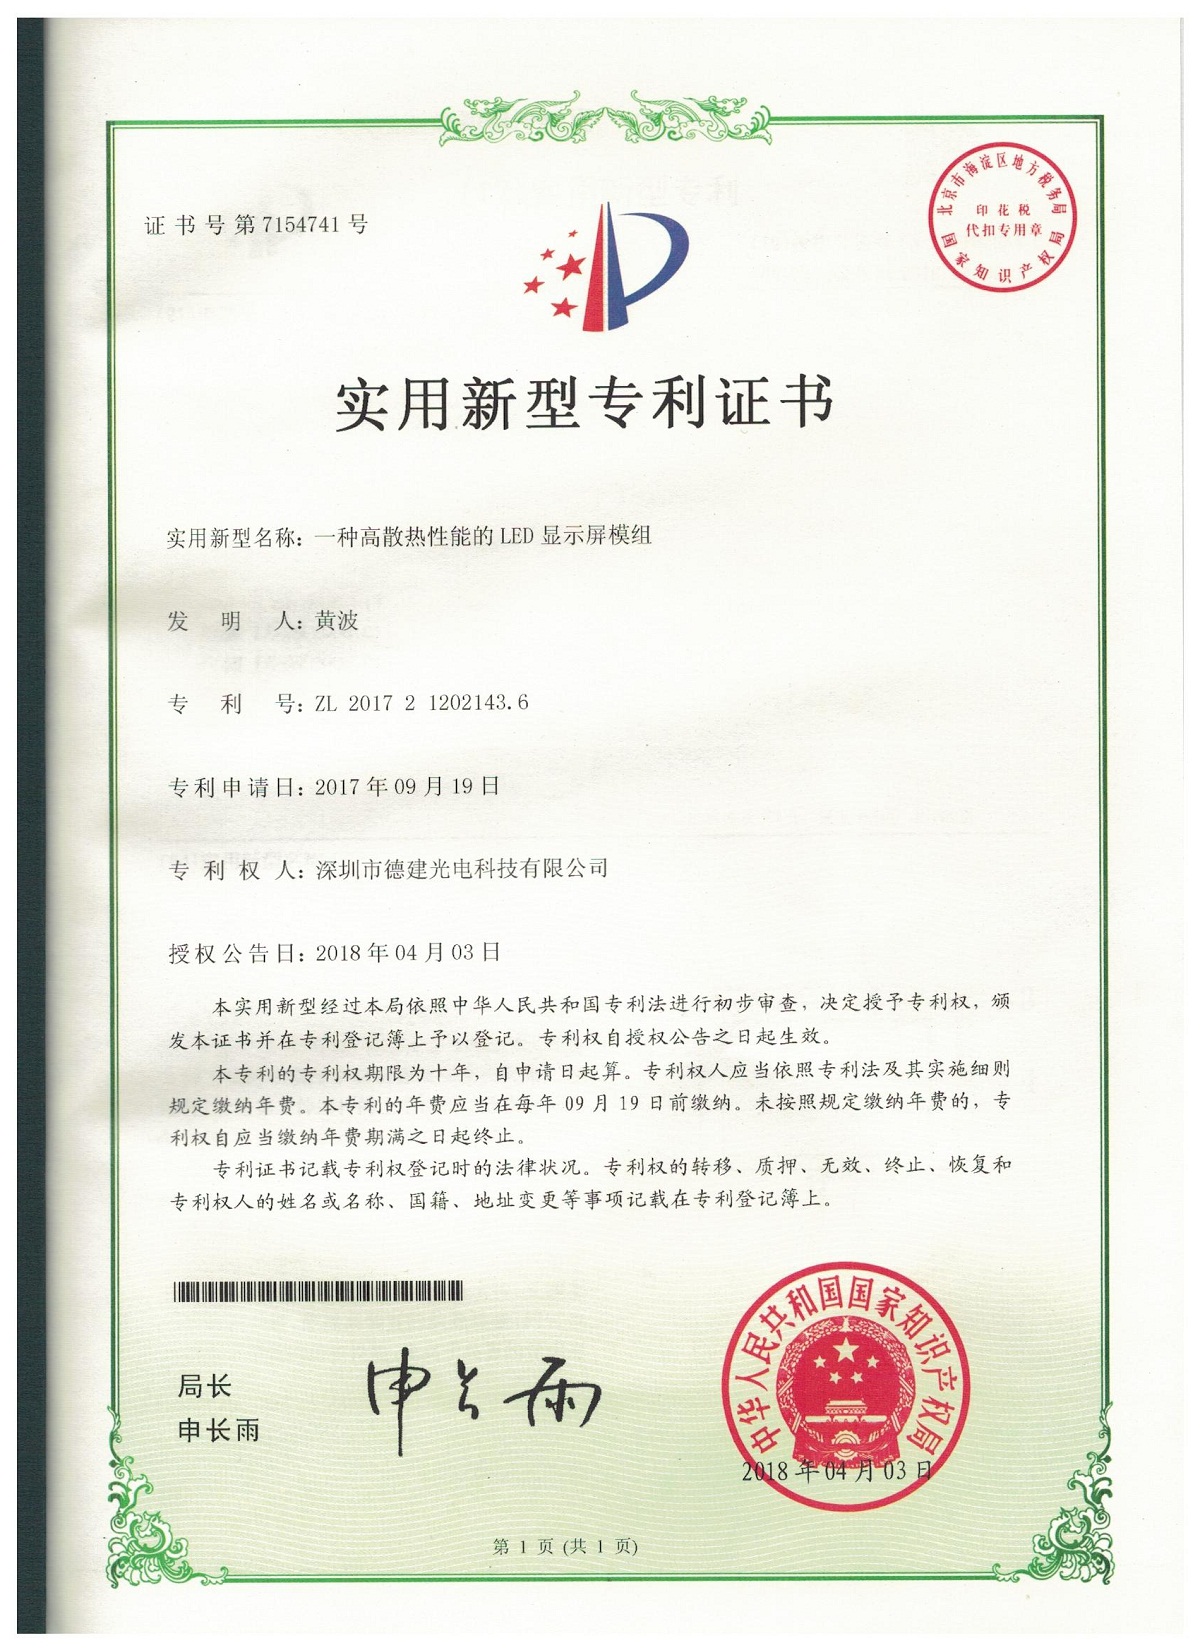 证书号第7154741号
北京市海淀区地方税务局
印花税
代扣专用章
国家知识产权局
实用新型专利证书
实用新型名称：一种高散热性能的LED显示屏模组
发明人：黄波
专利号：ZL 2017 2 1202143.6
专利申请日：2017年09月19日
专利权人：深圳市德建光电科技有限公司
授权公告日：2018年04月03日
本实用新型经过本局依照中华人民共和国专利法进行初步审查，决定授予专利权，颁
发本证书并在专利登记簿上予以登记。专利权自授权公告之日起生效。
本专利的专利权期限为十年，自申请日起算。专利权人应当依照专利法及其实施细则
规定缴纳年费。本专利的年费应当在每年09月19日前缴纳。未按照规定缴纳年费的，专
利权自应当缴纳年费期满之日起终止。
专利证书记载专利权登记时的法律状况。专利权的转移、质押、无效、终止、恢复和
专利权人的姓名或名称、国籍、地址变更等事项记载在专利登记簿上。
局长
申长雨
申长雨
中华人民共和国国家知识产权局
2018年04月03日
第1页(共1页)